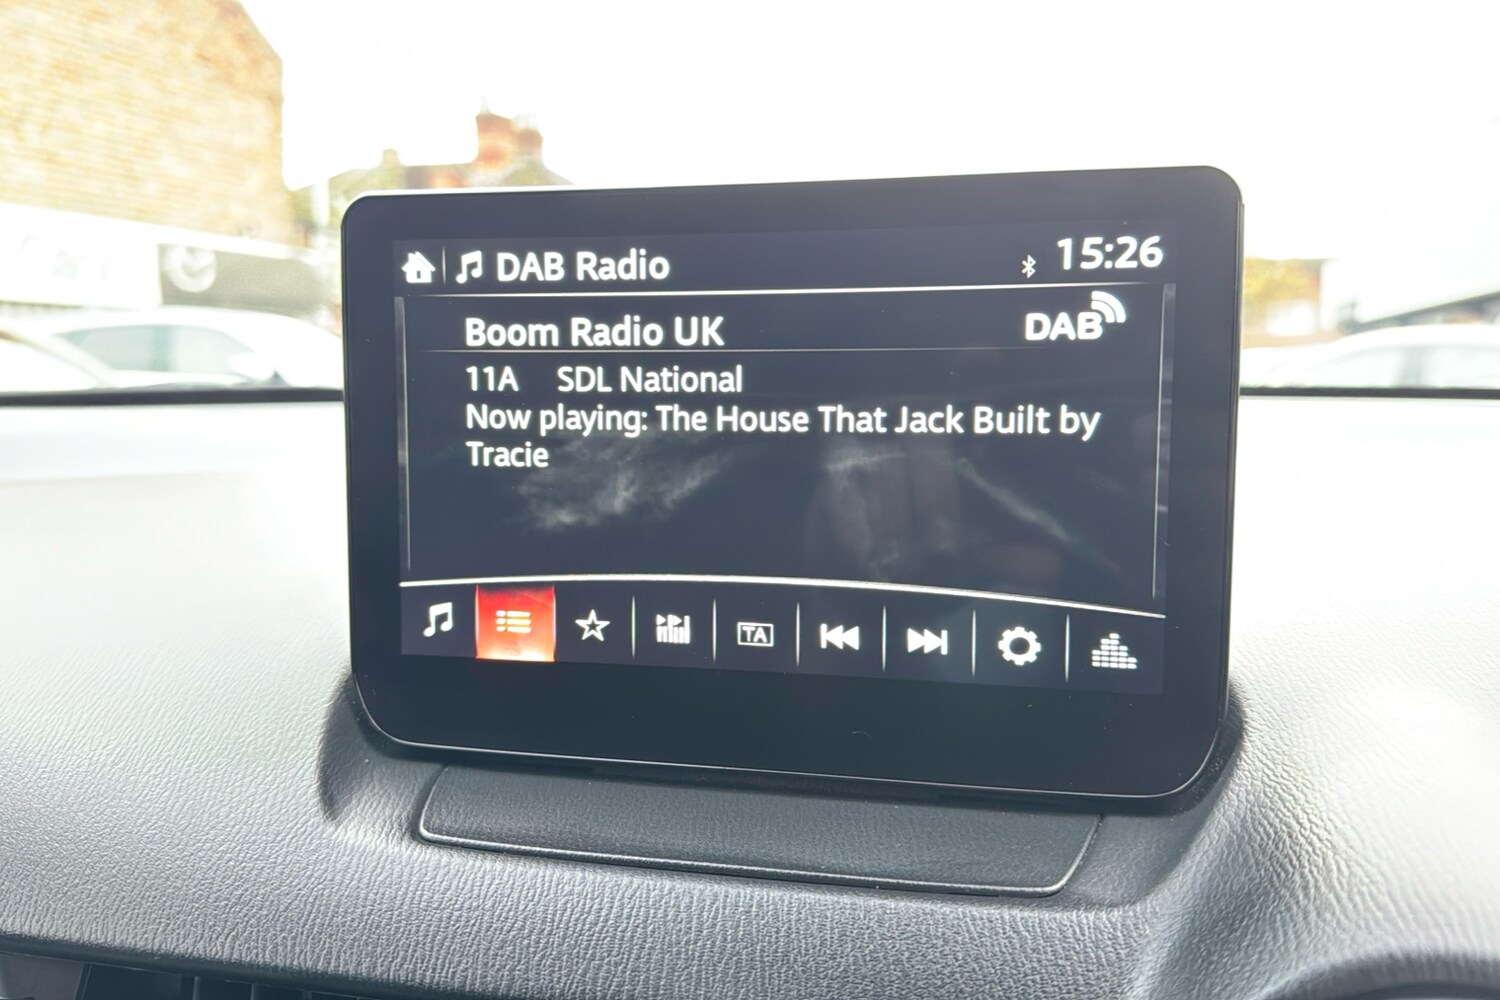 DAB Radio 15:26
Boom Radio UK DAB
11A SDL National
Now playing: The House That Jack Built by
Tracie
TA